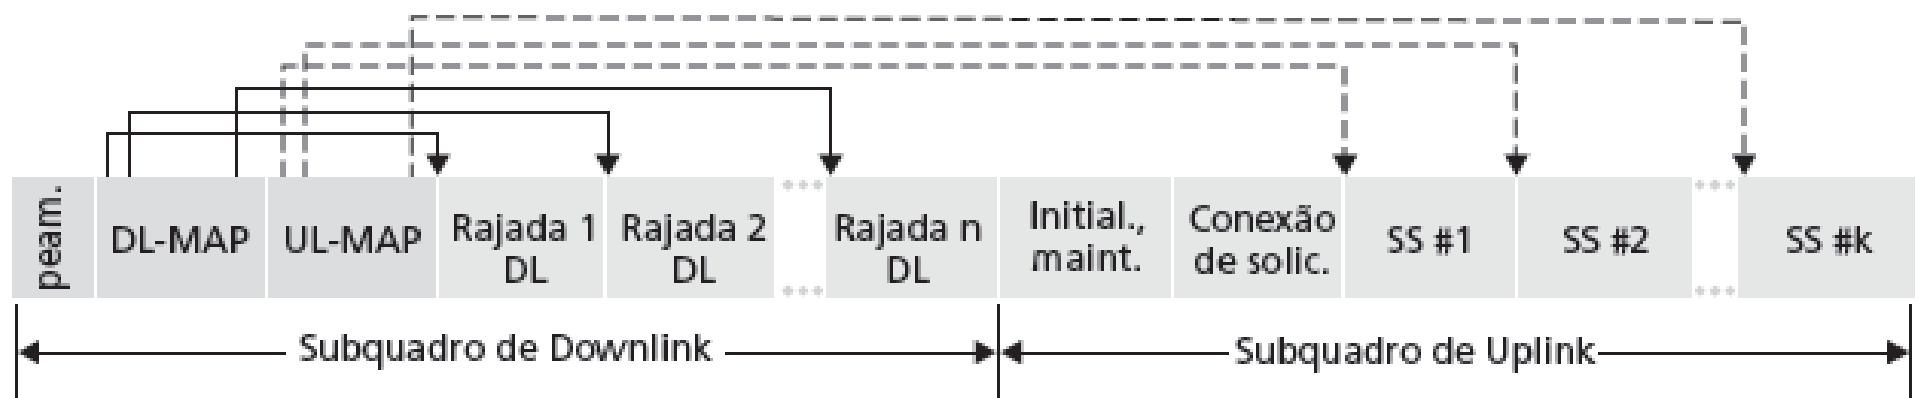 peam.
DL-MAP
UL-MAP
Rajada 1
DL
Rajada 2
DL
Rajada n
DL
Initial.,
maint.
Conexão
de solic.
SS #1
SS #2
SS #k
Subquadro de Downlink
Subquadro de Uplink